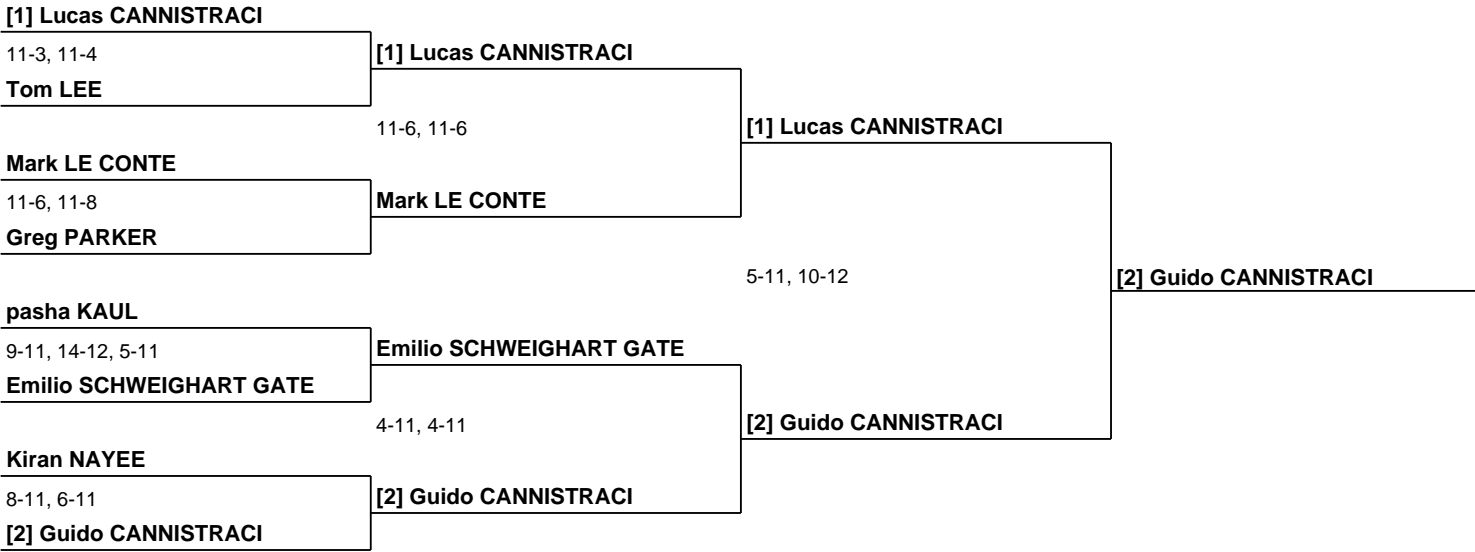 [1] Lucas CANNISTRACI
11-3, 11-4
[1] Lucas CANNISTRACI
Tom LEE
11-6, 11-6
[1] Lucas CANNISTRACI
Mark LE CONTE
11-6, 11-8
Mark LE CONTE
Greg PARKER
5-11, 10-12
[2] Guido CANNISTRACI
pasha KAUL
9-11, 14-12, 5-11
Emilio SCHWEIGHART GATE
Emilio SCHWEIGHART GATE
4-11, 4-11
[2] Guido CANNISTRACI
Kiran NAYEE
8-11, 6-11
[2] Guido CANNISTRACI
[2] Guido CANNISTRACI